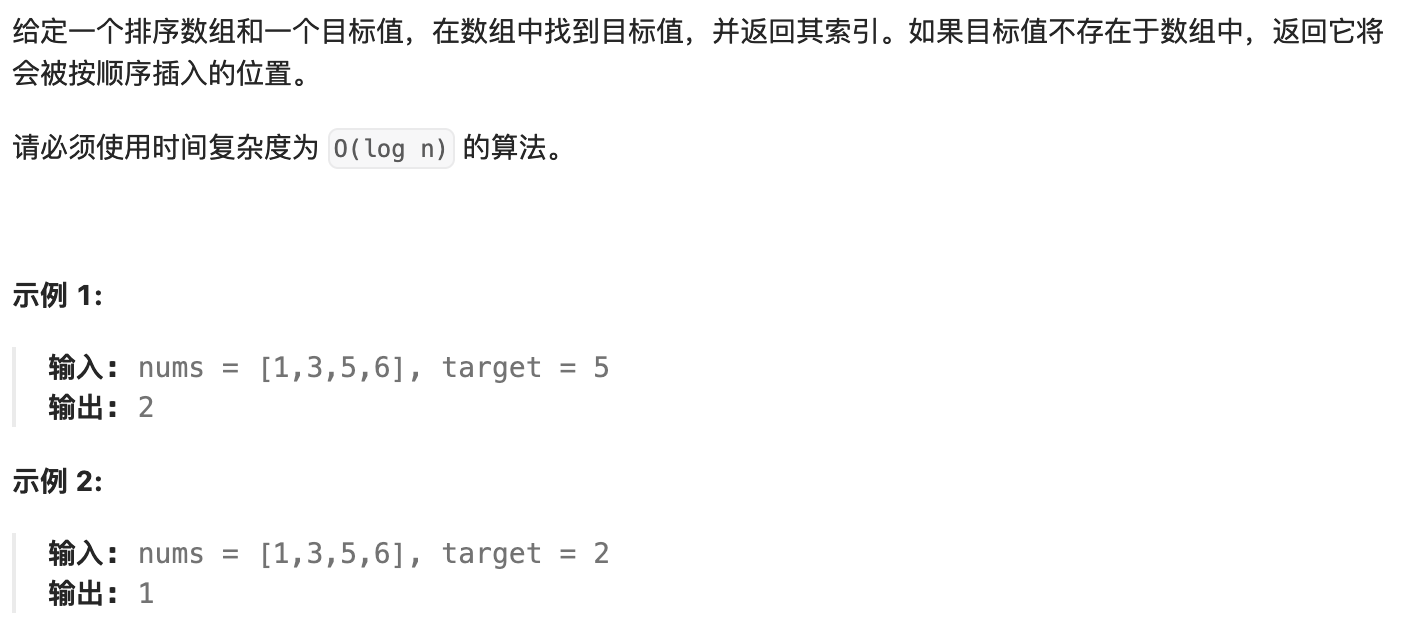 给定一个排序数组和一个目标值，在数组中找到目标值，并返回其索引。如果目标值不存在于数组中，返回它将
会被按顺序插入的位置。
请必须使用时间复杂度为 O(log n) 的算法。
示例 1:
输入: nums = [1,3,5,6], target = 5
输出: 2
示例 2:
输入: nums = [1,3,5,6], target = 2
输出: 1